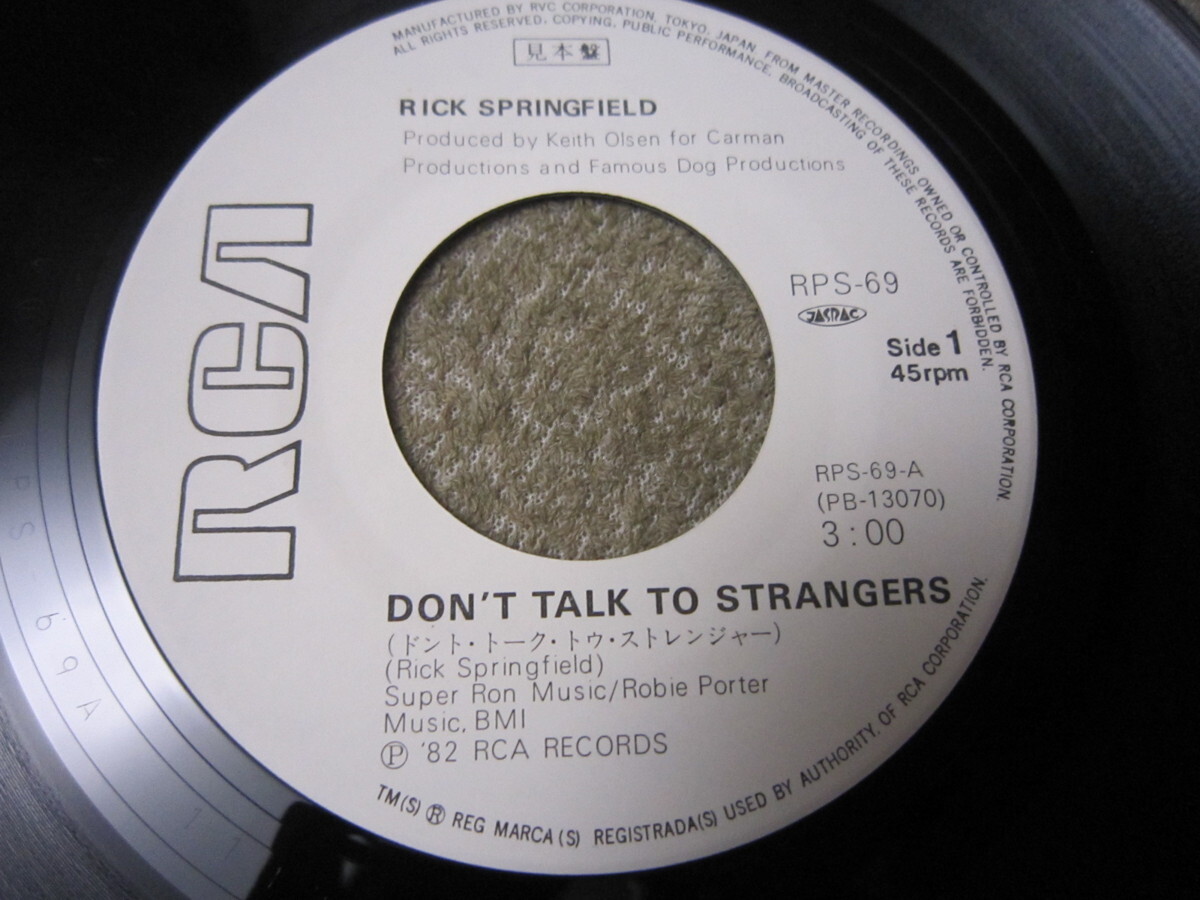 MANUFACTURED BY RVC CORPORATION, TOKYO, JAPAN FROM MASTER RECORDINGS OWNED OR CONTROLLED BY RCA CORPORATION.
ALL RIGHTS RESERVED. COPYING, PUBLIC PERFORMANCE, BROADCASTING OF THESE RECORDS ARE FORBIDDEN.
見本盤
RICK SPRINGFIELD
Produced by Keith Olsen for Carman
Productions and Famous Dog Productions
RCA
RPS-69
JASRAC
Side 1
45rpm
RPS-69-A
(PB-13070)
3:00
DON'T TALK TO STRANGERS
(ドント・トーク・トゥ・ストレンジャー)
(Rick Springfield)
Super Ron Music/Robie Porter
Music, BMI
Ⓟ '82 RCA RECORDS
TM(S) ® REG MARCA(S) REGISTRADA(S) USED BY AUTHORITY, OF RCA CORPORATION.